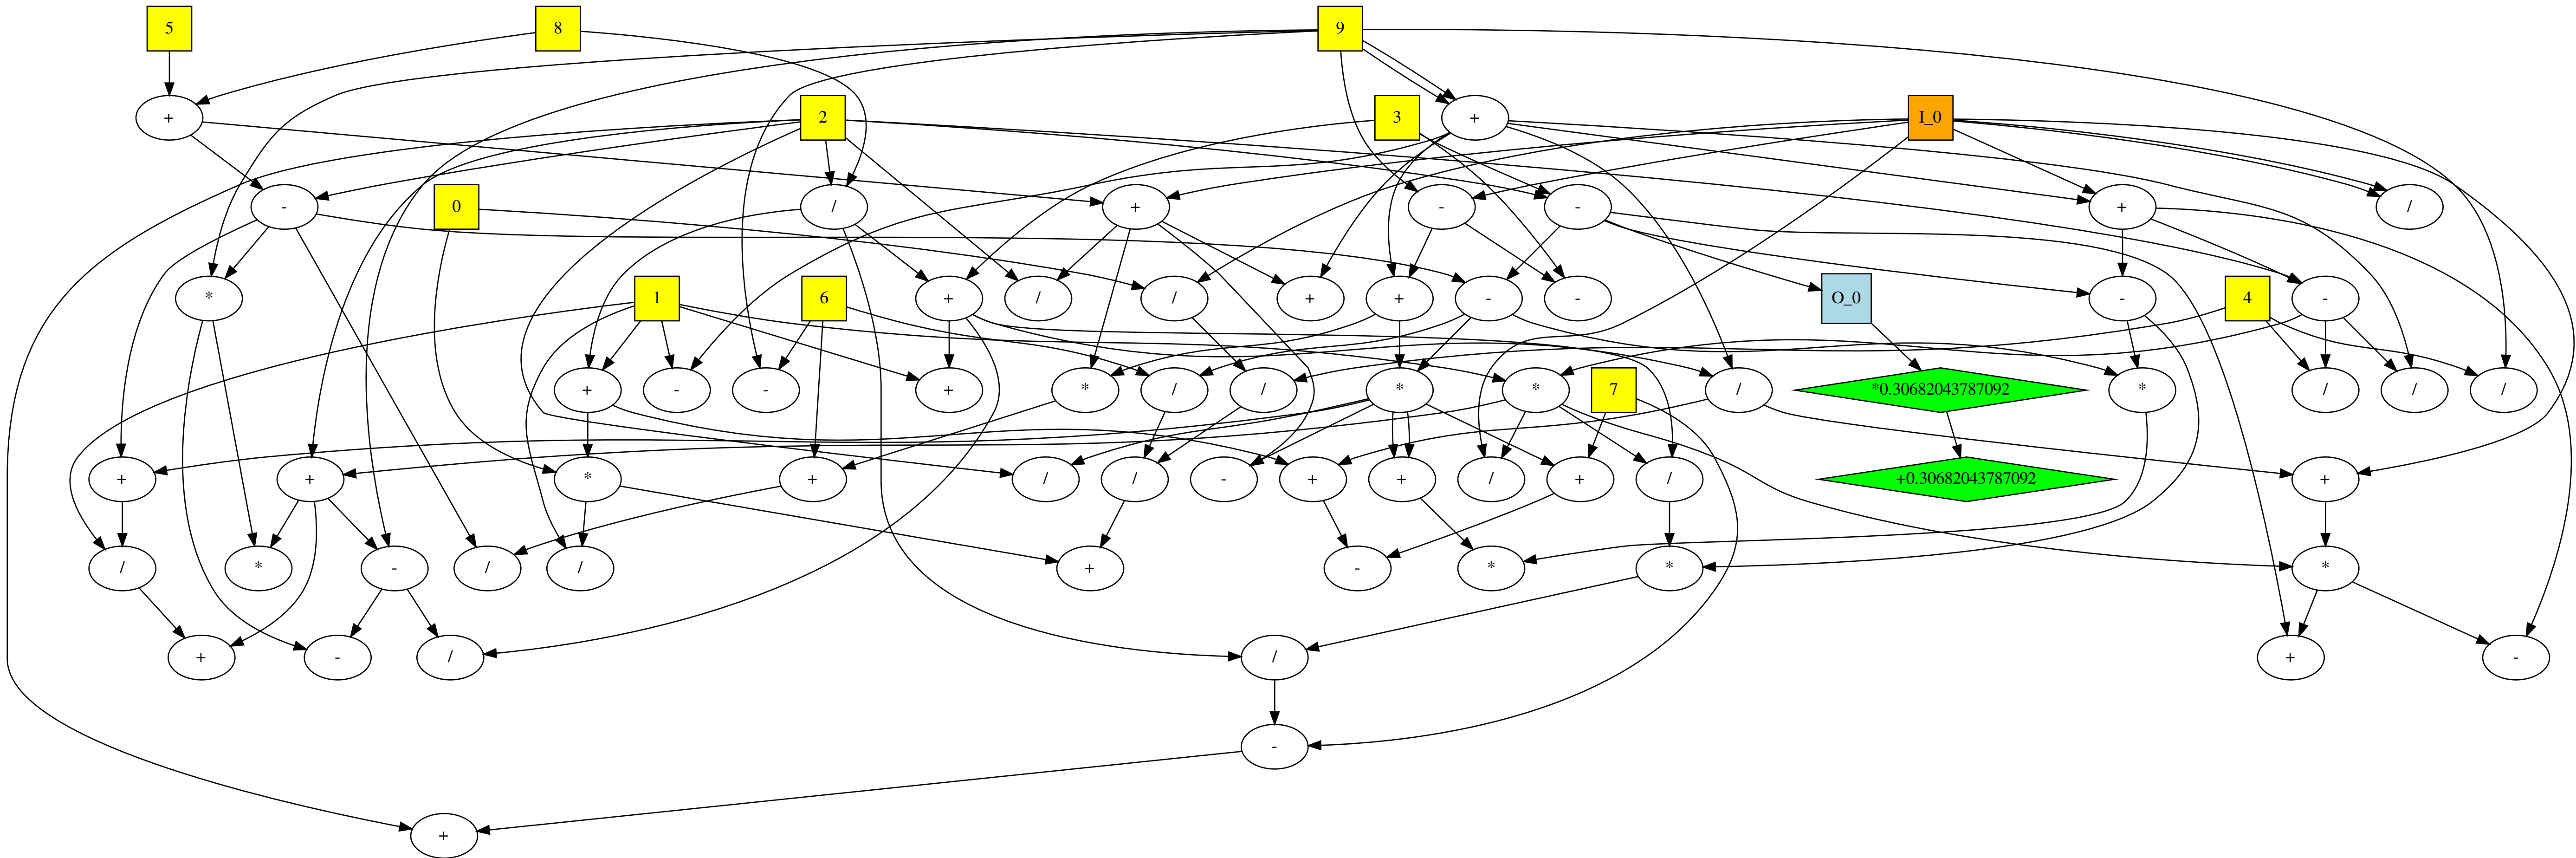 5 8 9
+ 2 3 + I_0
- 0 / + - - + /
* 1 6 + / / + + - - O_0 - 4 -
+ - - + * / / * * 7 / *0.30682043787092 * / / /
+ + * + / / - + + / + / +0.30682043787092 +
/ * - / / + - * * *
+ - / / + -
-
+